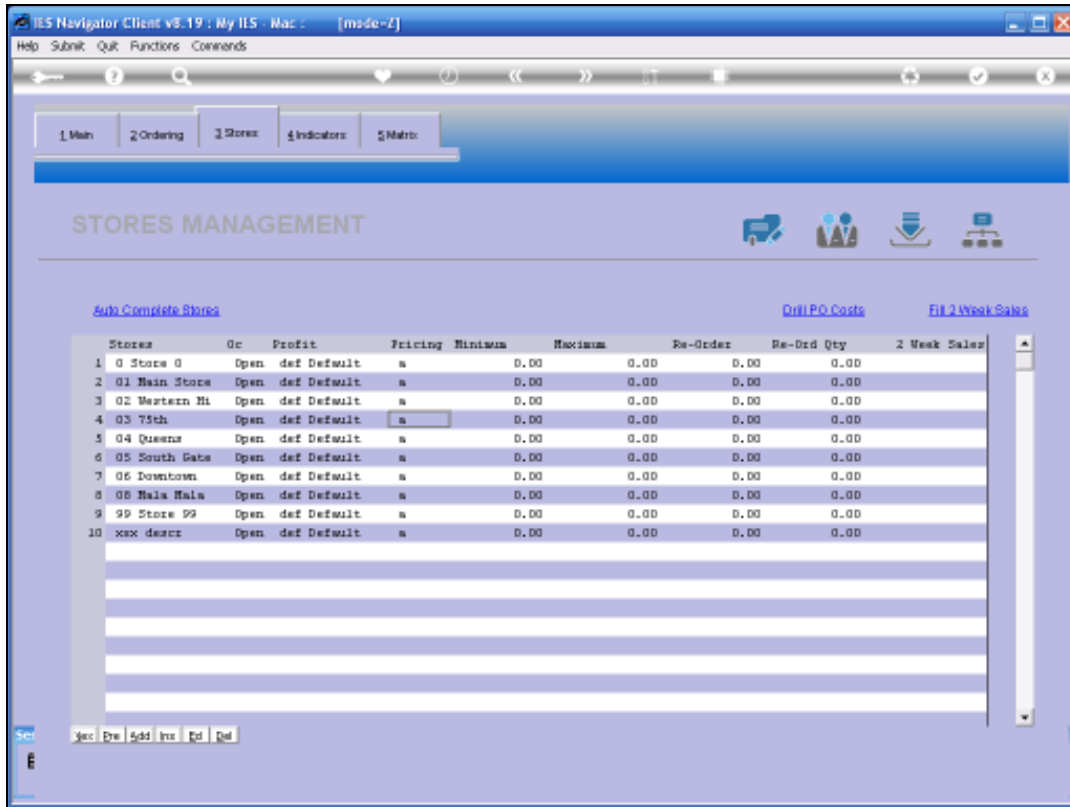 IES Navigator Client v8.19 : My IES - Mac : [mode=Z]
Help Submit Quit Functions Commands
1 Main 2 Ordering 3 Stores 4 Indicators 5 Matrix
STORES MANAGEMENT
Auto Complete Stores Drill PO Costs Fill 2 Week Sales
Stores Oc Profit Pricing Minimum Maximum Re-Order Re-Ord Qty 2 Week Sales
1 0 Store 0 Open def Default m 0.00 0.00 0.00 0.00
2 01 Main Store Open def Default m 0.00 0.00 0.00 0.00
3 02 Western Hi Open def Default m 0.00 0.00 0.00 0.00
4 03 75th Open def Default m 0.00 0.00 0.00 0.00
5 04 Queens Open def Default m 0.00 0.00 0.00 0.00
6 05 South Gate Open def Default m 0.00 0.00 0.00 0.00
7 06 Downtown Open def Default m 0.00 0.00 0.00 0.00
8 08 Mala Mala Open def Default m 0.00 0.00 0.00 0.00
9 99 Store 99 Open def Default m 0.00 0.00 0.00 0.00
10 xxx descr Open def Default m 0.00 0.00 0.00 0.00
Nex Pre Add Ins Ed Del